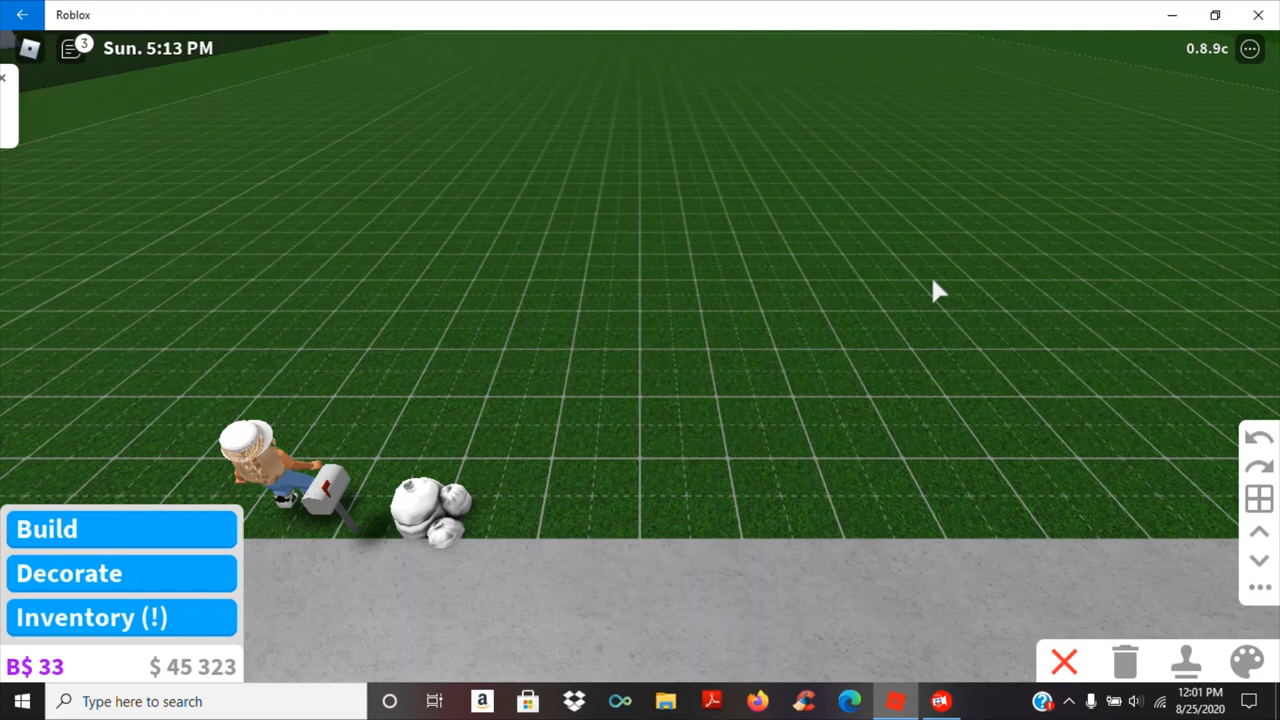 Roblox
3
Sun. 5:13 PM
0.8.9c
Build
Decorate
Inventory (!)
B$ 33
$ 45 323
Type here to search
12:01 PM
8/25/2020